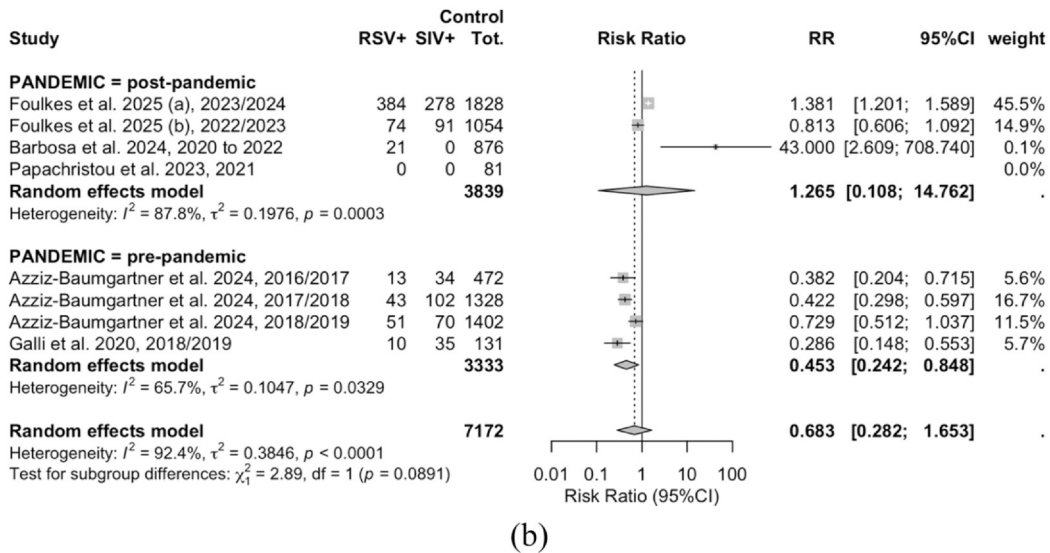 Control
Study RSV+ SIV+ Tot. Risk Ratio RR 95%CI weight
PANDEMIC = post-pandemic
Foulkes et al. 2025 (a), 2023/2024 384 278 1828 1.381 [1.201; 1.589] 45.5%
Foulkes et al. 2025 (b), 2022/2023 74 91 1054 0.813 [0.606; 1.092] 14.9%
Barbosa et al. 2024, 2020 to 2022 21 0 876 43.000 [2.609; 708.740] 0.1%
Papachristou et al. 2023, 2021 0 0 81 0.0%
Random effects model 3839 1.265 [0.108; 14.762] .
Heterogeneity: I² = 87.8%, τ² = 0.1976, p = 0.0003
PANDEMIC = pre-pandemic
Azziz-Baumgartner et al. 2024, 2016/2017 13 34 472 0.382 [0.204; 0.715] 5.6%
Azziz-Baumgartner et al. 2024, 2017/2018 43 102 1328 0.422 [0.298; 0.597] 16.7%
Azziz-Baumgartner et al. 2024, 2018/2019 51 70 1402 0.729 [0.512; 1.037] 11.5%
Galli et al. 2020, 2018/2019 10 35 131 0.286 [0.148; 0.553] 5.7%
Random effects model 3333 0.453 [0.242; 0.848] .
Heterogeneity: I² = 65.7%, τ² = 0.1047, p = 0.0329
Random effects model 7172 0.683 [0.282; 1.653] .
Heterogeneity: I² = 92.4%, τ² = 0.3846, p < 0.0001
Test for subgroup differences: χ²₁ = 2.89, df = 1 (p = 0.0891)
0.01 0.1 1 10 100
Risk Ratio (95%CI)
(b)